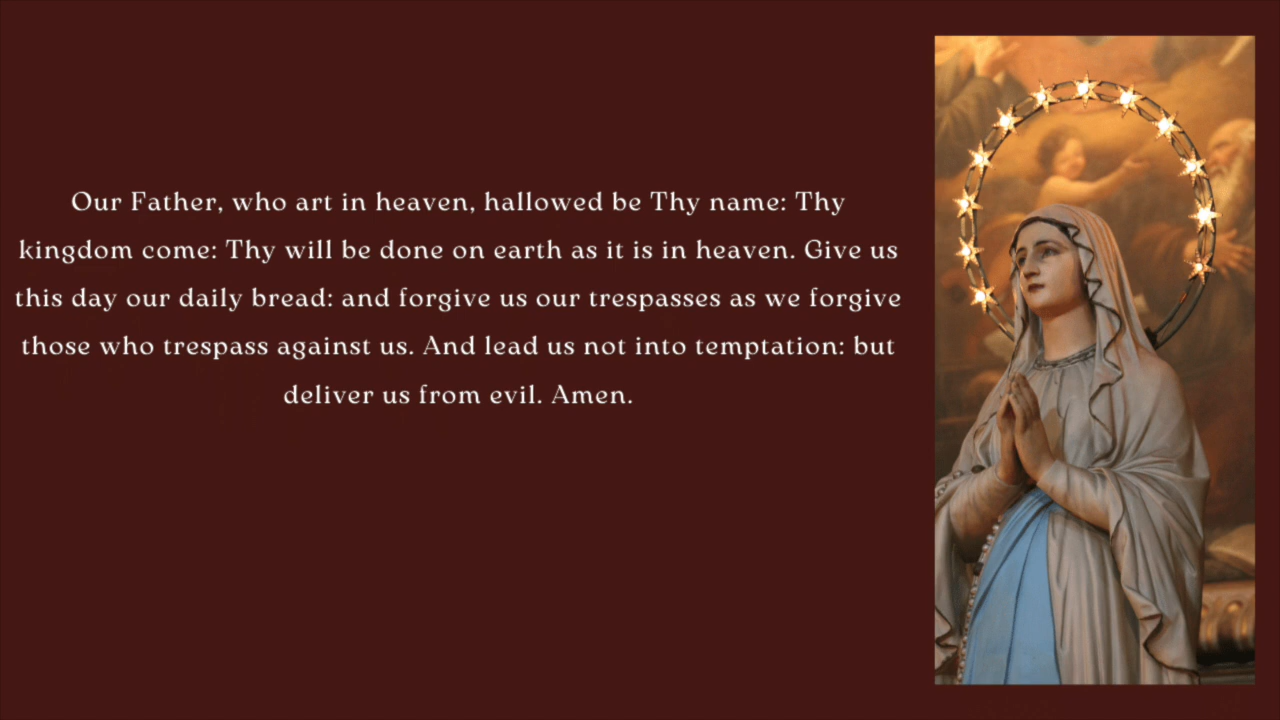 Our Father, who art in heaven, hallowed be Thy name: Thy
kingdom come: Thy will be done on earth as it is in heaven. Give us
this day our daily bread: and forgive us our trespasses as we forgive
those who trespass against us. And lead us not into temptation: but
deliver us from evil. Amen.